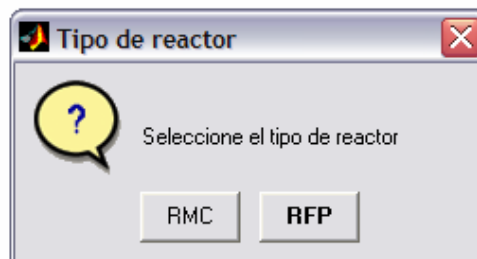 Tipo de reactor
?
Seleccione el tipo de reactor
RMC RFP